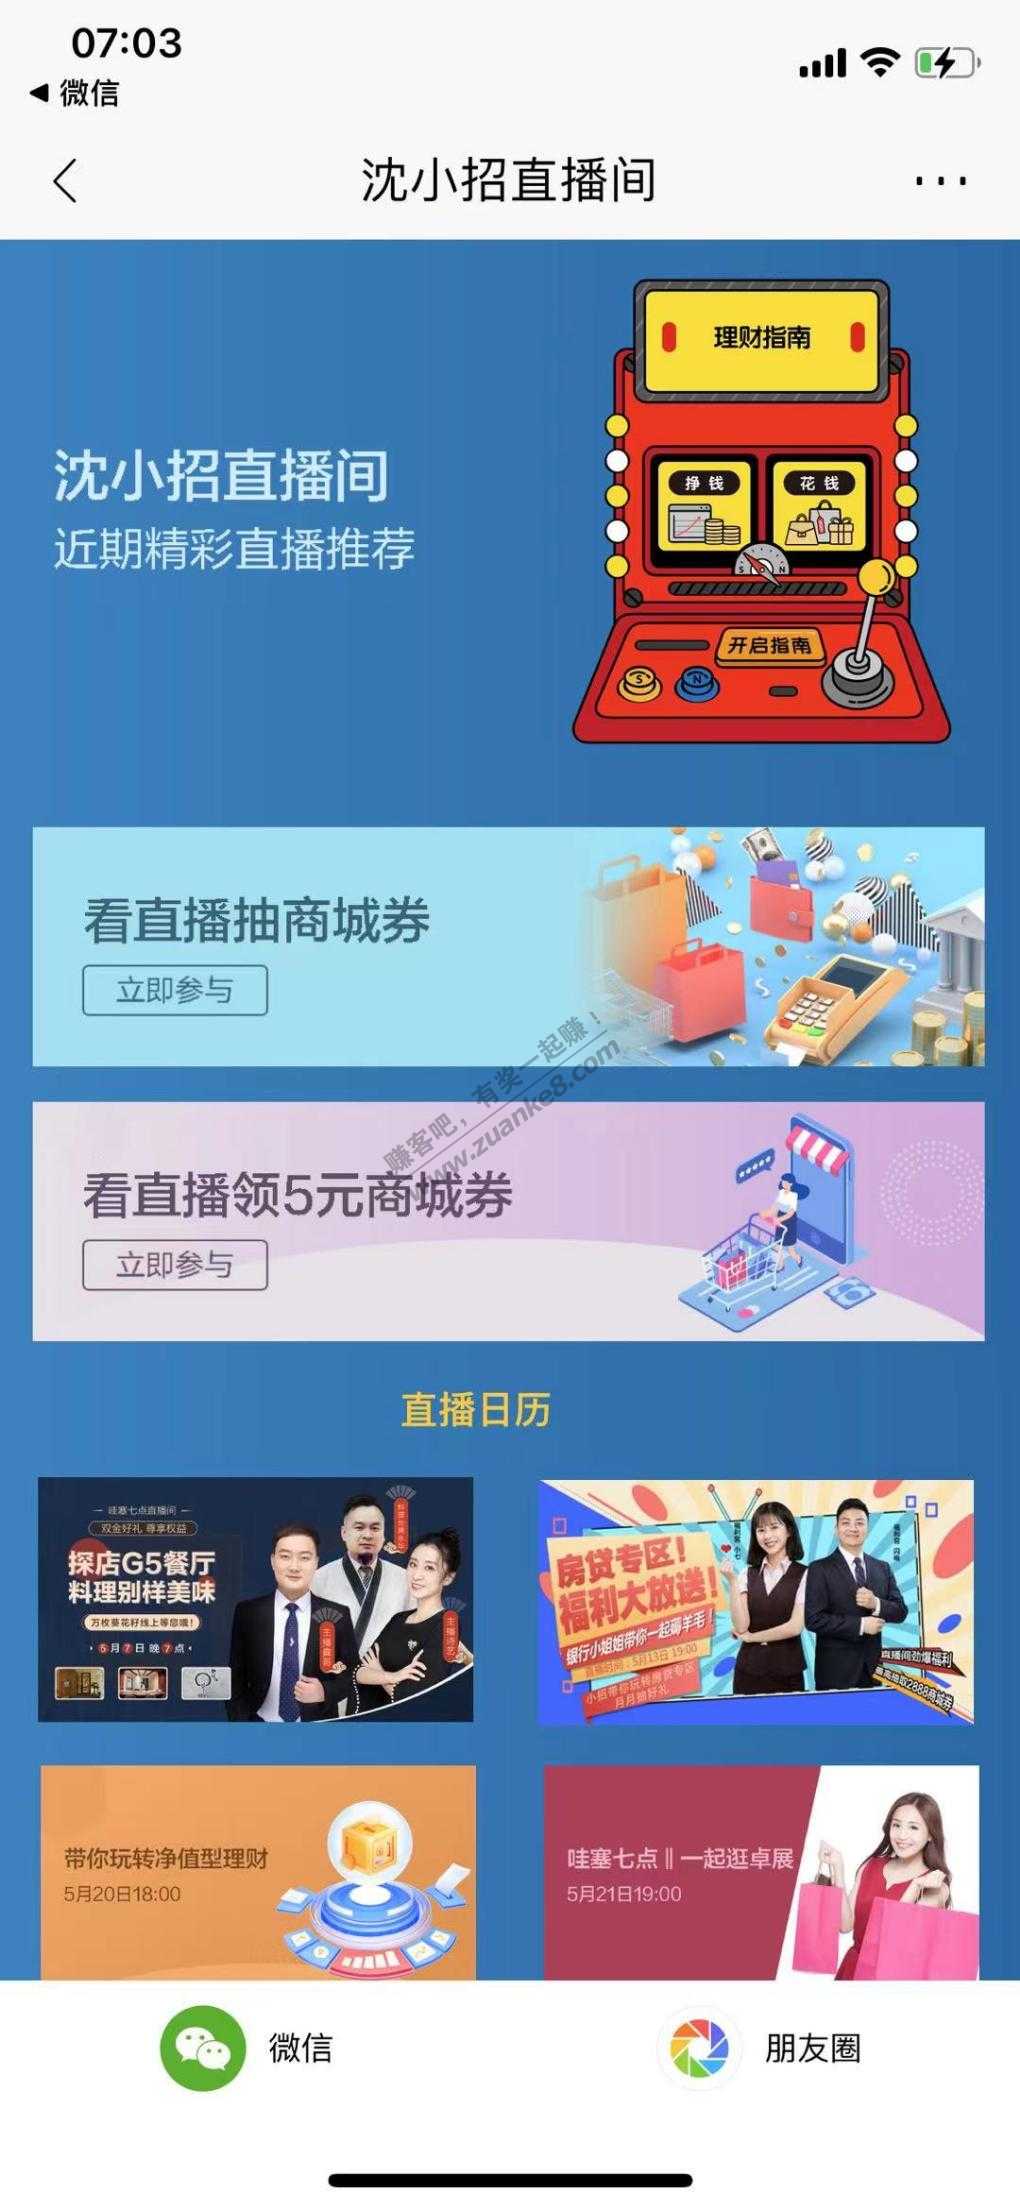 07:03
微信
沈小招直播间
理财指南
沈小招直播间
近期精彩直播推荐
挣钱
花钱
S N
开启指南
S
N
看直播抽商城券
立即参与
赚客吧，有奖一起赚！
www.zuanke8.com
看直播领5元商城券
立即参与
直播日历
哇塞七点直播间
双金好礼 尊享权益
探店G5餐厅
料理别样美味
万枚葵花籽线上等您哦！
5月7日晚7点
房贷专区！
福利大放送！
银行小姐姐带你一起薅羊毛！
直播时间：5月13日 19:00
小招带你玩转房贷专区
月月抽好礼
直播间劲爆福利
最高抽取2888商城券
带你玩转净值型理财
5月20日18:00
哇塞七点‖一起逛卓展
5月21日19:00
微信
朋友圈